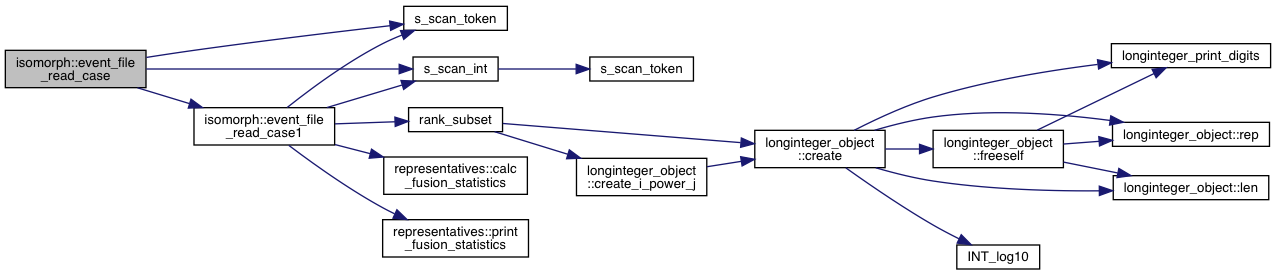 isomorph::event_file
_read_case
s_scan_token
s_scan_int
isomorph::event_file
_read_case1
s_scan_token
rank_subset
representatives::calc
_fusion_statistics
representatives::print
_fusion_statistics
longinteger_object
::create_i_power_j
longinteger_object
::create
longinteger_object
::freeself
longinteger_print_digits
longinteger_object::rep
longinteger_object::len
INT_log10